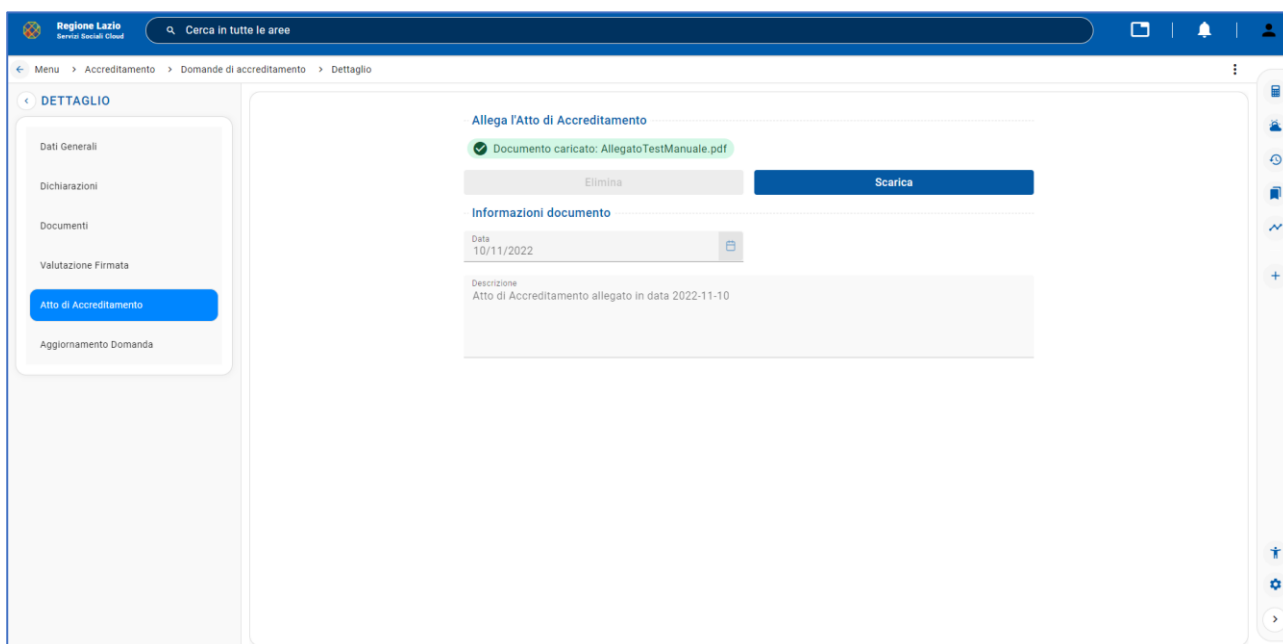 Regione Lazio
Servizi Sociali Cloud
Cerca in tutte le aree
Menu > Accreditamento > Domande di accreditamento > Dettaglio
DETTAGLIO
Dati Generali
Dichiarazioni
Documenti
Valutazione Firmata
Atto di Accreditamento
Aggiornamento Domanda
Allega l'Atto di Accreditamento
Documento caricato: AllegatoTestManuale.pdf
Elimina
Scarica
Informazioni documento
Data
10/11/2022
Descrizione
Atto di Accreditamento allegato in data 2022-11-10